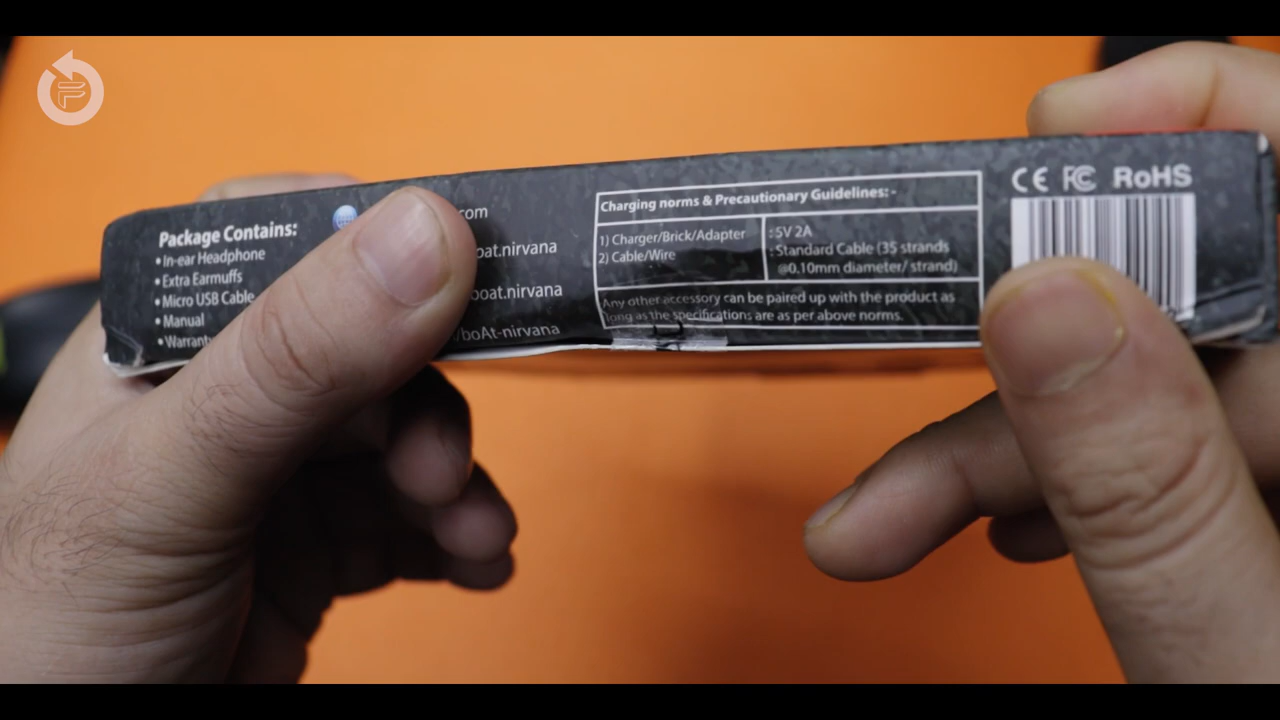 Package Contains:
• In-ear Headphone
• Extra Earmuffs
• Micro USB Cable
• Manual
• Warrant
com
oat.nirvana
boat.nirvana
/boAt-nirvana
Charging norms & Precautionary Guidelines: -
1) Charger/Brick/Adapter : 5V 2A
2) Cable/Wire : Standard Cable (35 strands
@0.10mm diameter/ strand)
Any other accessory can be paired up with the product as
long as the specifications are as per above norms.
CE FC RoHS